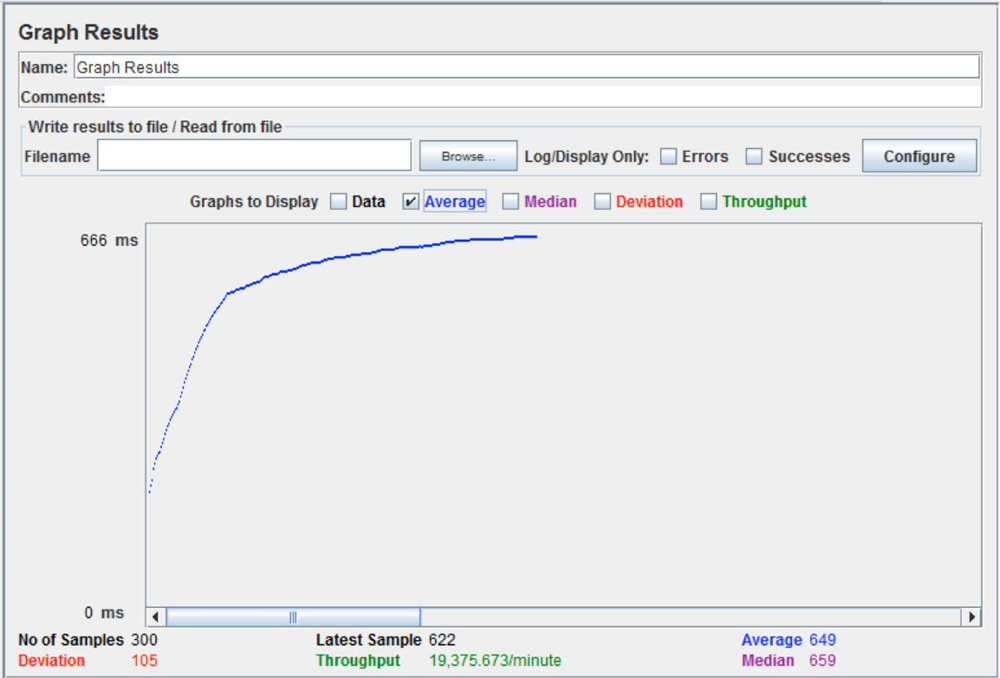 Graph Results
Name: Graph Results
Comments:
Write results to file / Read from file
Filename Browse... Log/Display Only: Errors Successes Configure
Graphs to Display Data Average Median Deviation Throughput
666 ms
0 ms
No of Samples 300 Latest Sample 622 Average 649
Deviation 105 Throughput 19,375.673/minute Median 659